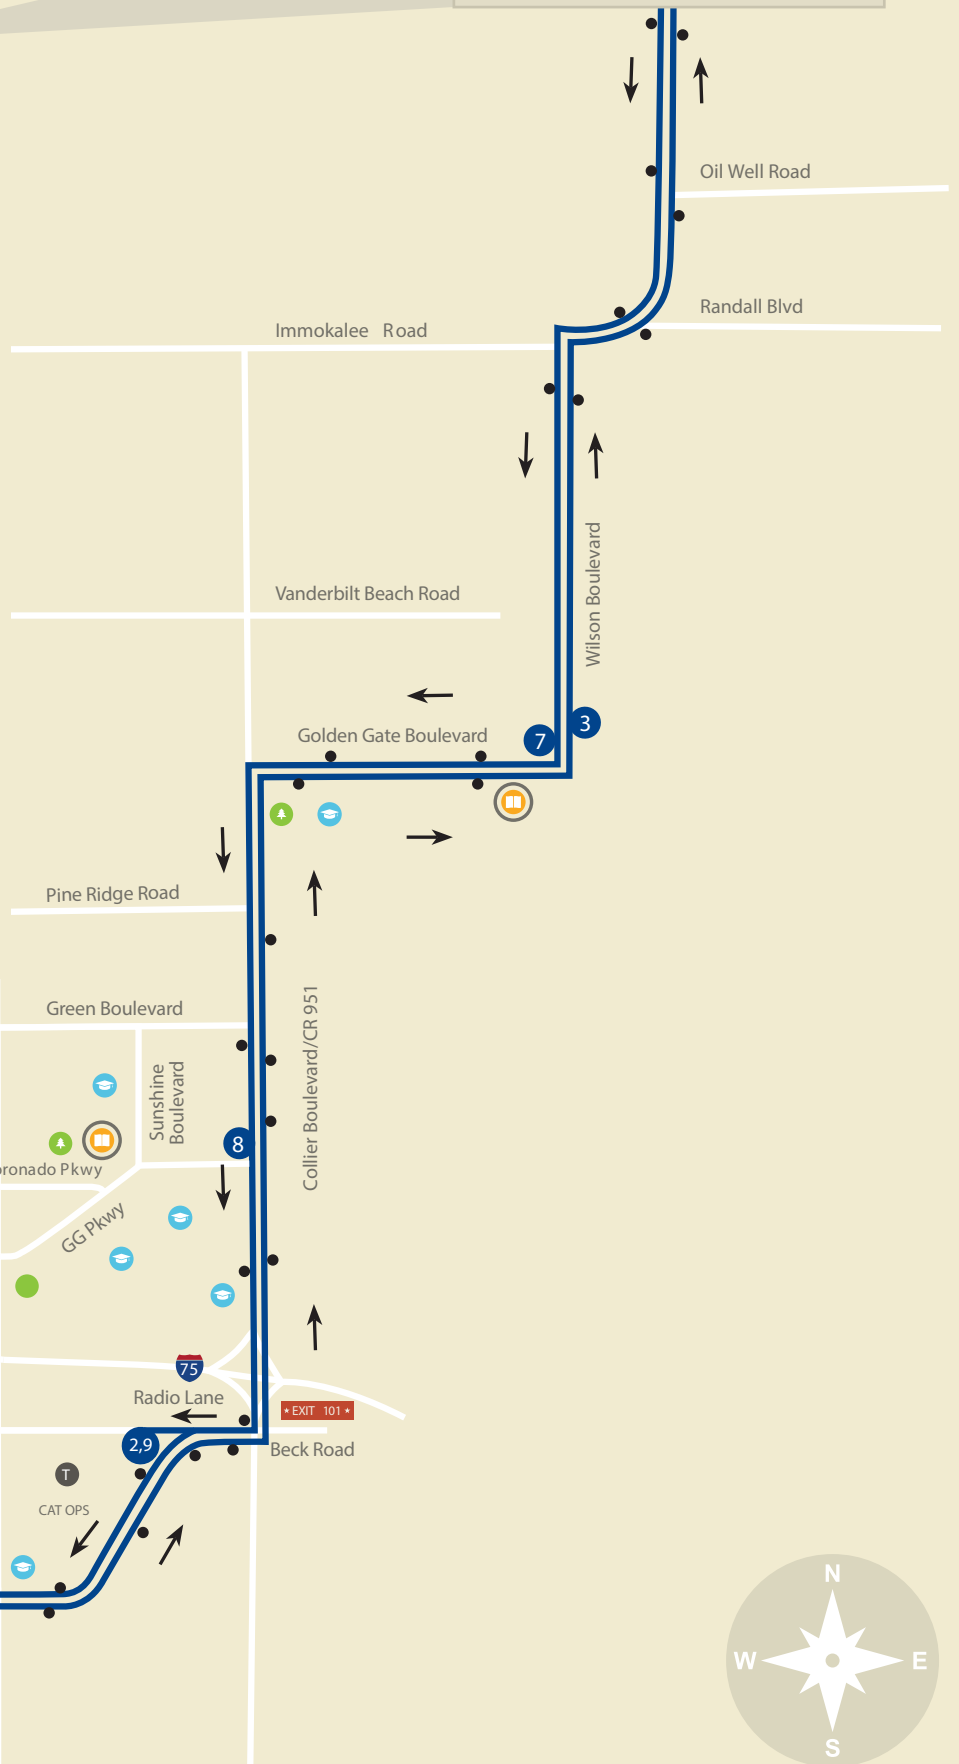 Oil Well Road
Randall Blvd
Immokalee Road
Wilson Boulevard
Vanderbilt Beach Road
3
7
Golden Gate Boulevard
Pine Ridge Road
Green Boulevard
Collier Boulevard/CR 951
Sunshine
Boulevard
8
oronado Pkwy
GG Pkwy
75
Radio Lane
EXIT 101
2,9
Beck Road
T
CAT OPS
N
W
E
S